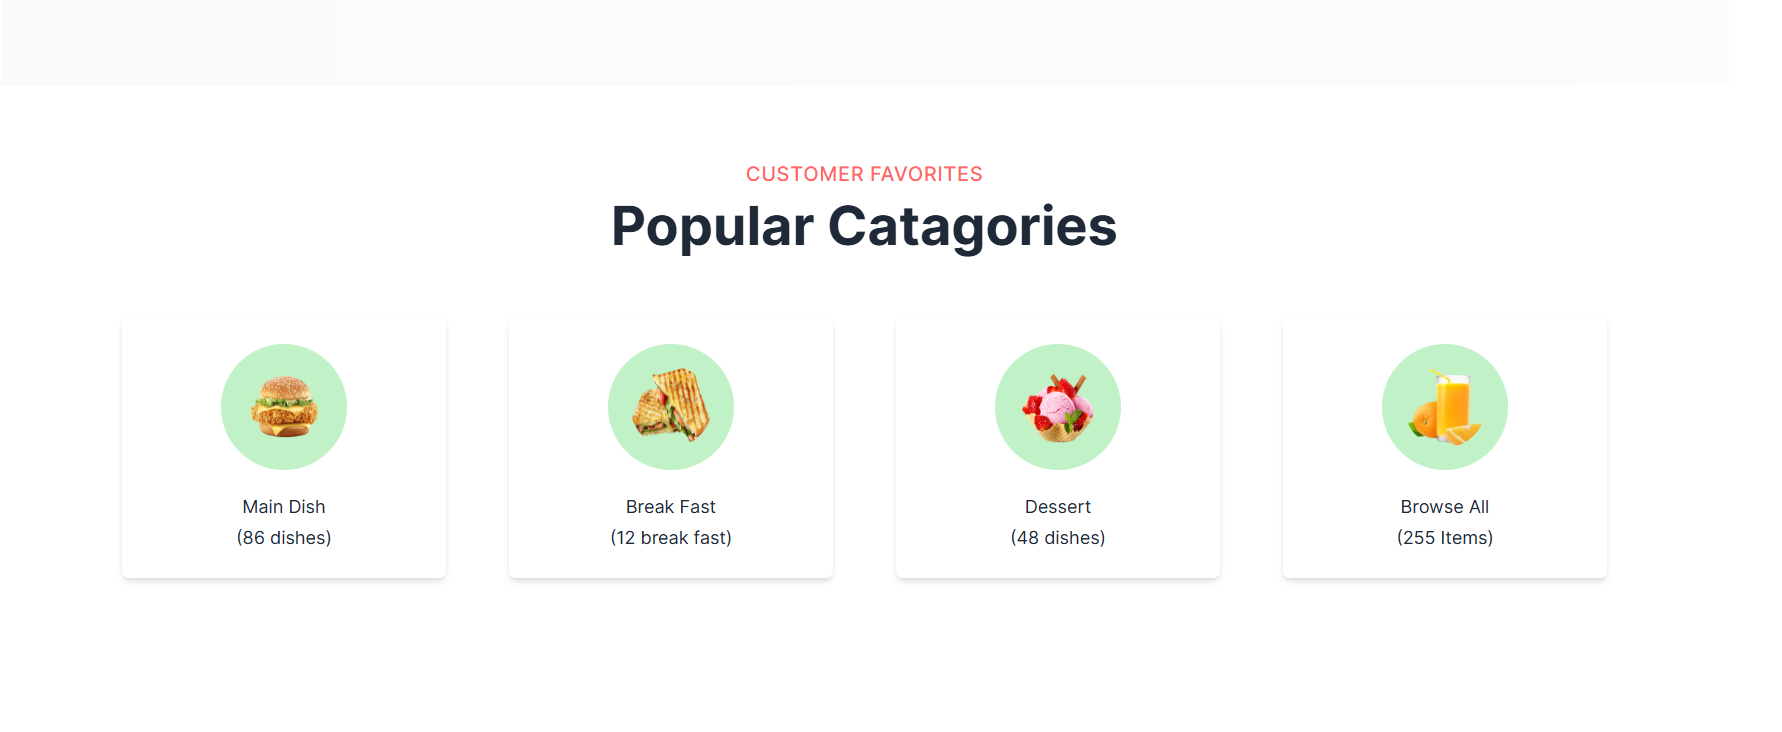 CUSTOMER FAVORITES
Popular Catagories
Main Dish
(86 dishes)
Break Fast
(12 break fast)
Dessert
(48 dishes)
Browse All
(255 Items)